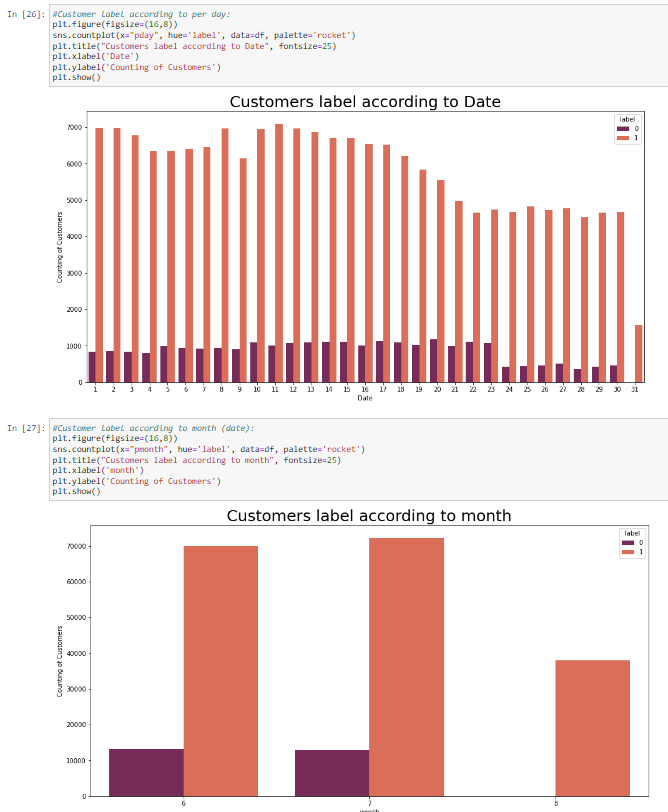 In [26]: #Customer label according to per day:
plt.figure(figsize=(16,8))
sns.countplot(x="pday", hue='label', data=df, palette='rocket')
plt.title("Customers label according to Date", fontsize=25)
plt.xlabel('Date')
plt.ylabel('Counting of Customers')
plt.show()
Customers label according to Date
label
0
1
7000
6000
5000
4000
3000
2000
1000
0
Counting of Customers
1 2 3 4 5 6 7 8 9 10 11 12 13 14 15 16 17 18 19 20 21 22 23 24 25 26 27 28 29 30 31
Date
In [27]: #Customer label according to month (date):
plt.figure(figsize=(16,8))
sns.countplot(x="pmonth", hue='label', data=df, palette='rocket')
plt.title("Customers label according to month", fontsize=25)
plt.xlabel('month')
plt.ylabel('Counting of Customers')
plt.show()
Customers label according to month
label
0
1
70000
60000
50000
40000
30000
20000
10000
0
Counting of Customers
6 7 8